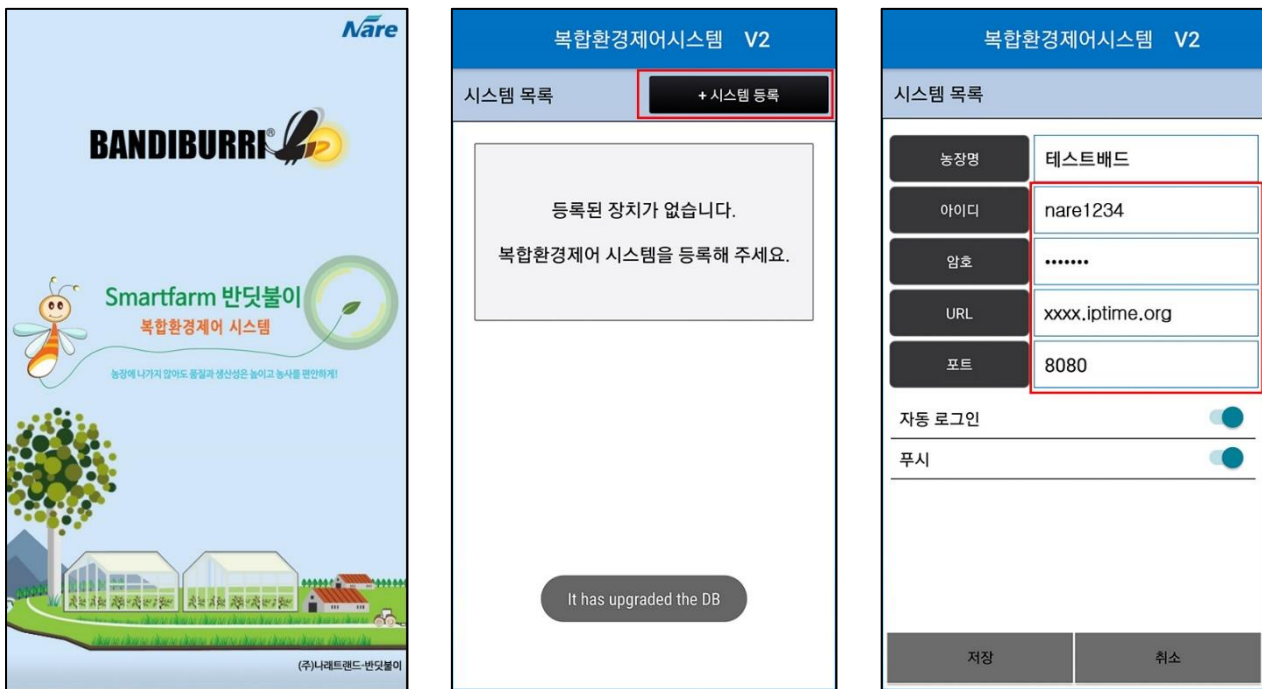 Nare
BANDIBURRI®
Smartfarm 반딧불이
복합환경제어 시스템
농장에 나가지 않아도 품질과 생산성은 높이고 농사를 편안하게!
(주)나래트랜드-반딧불이
복합환경제어시스템 V2
시스템 목록
+ 시스템 등록
등록된 장치가 없습니다.
복합환경제어 시스템을 등록해 주세요.
It has upgraded the DB
복합환경제어시스템 V2
시스템 목록
농장명 테스트배드
아이디 nare1234
암호 •••••••
URL xxxx.iptime.org
포트 8080
자동 로그인
푸시
저장 취소